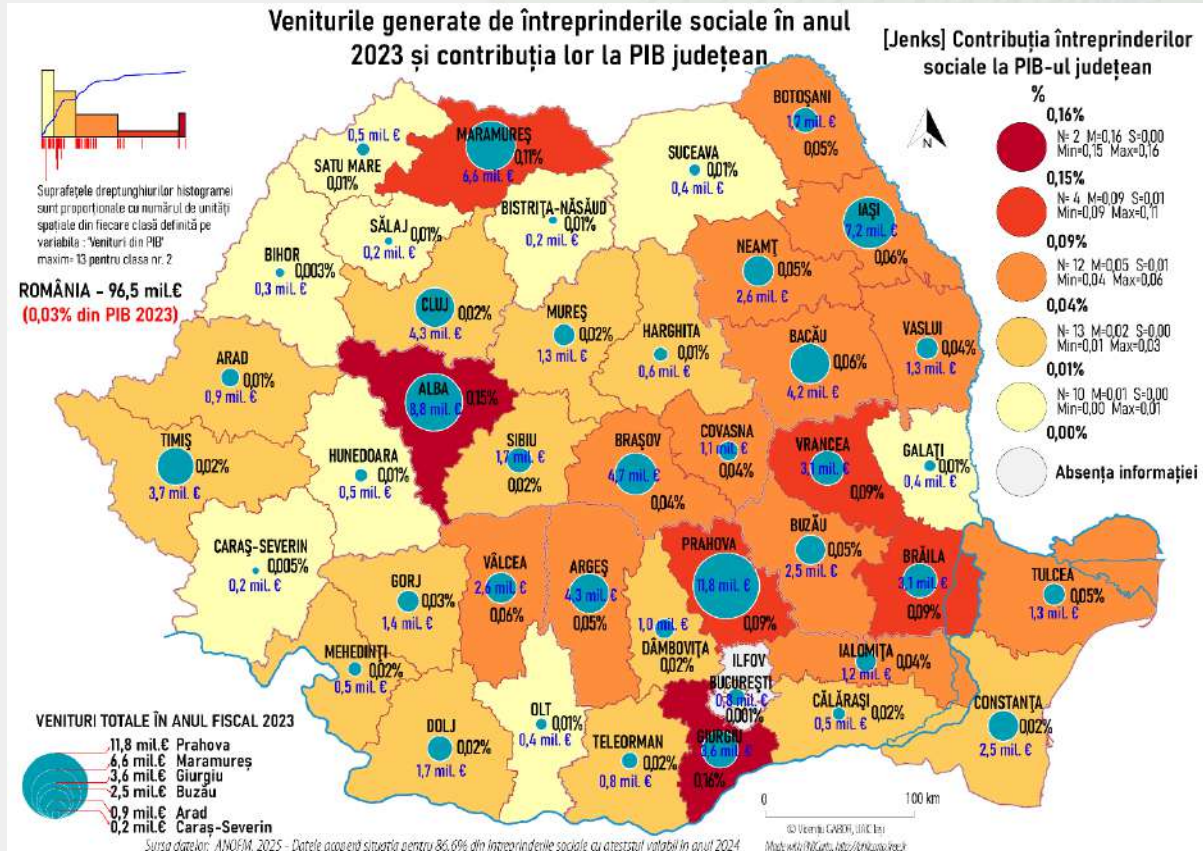 Veniturile generate de întreprinderile sociale în anul
2023 și contribuția lor la PIB județean
[Jenks] Contribuția întreprinderilor
sociale la PIB-ul județean
%
0,16%
N= 2 M=0,16 S=0,00
Min=0,15 Max=0,16
0,15%
N= 4 M=0,09 S=0,01
Min=0,09 Max=0,11
0,09%
N= 12 M=0,05 S=0,01
Min=0,04 Max=0,06
0,04%
N= 13 M=0,02 S=0,00
Min=0,01 Max=0,03
0,01%
N= 10 M=0,01 S=0,00
Min=0,00 Max=0,01
0,00%
Absența informației
N
Suprafețele dreptunghiurilor histogramei
sunt proporționale cu numărul de unități
spațiale din fiecare clasă definită pe
variabila : "Venituri din PIB"
maxim= 13 pentru clasa nr. 2
ROMÂNIA - 96,5 mil.€
(0,03% din PIB 2023)
0,5 mil. €
SATU MARE
0,01%
MARAMUREȘ
0,11%
6,6 mil. €
SUCEAVA
0,01%
0,4 mil. €
BOTOȘANI
1,7 mil. €
0,05%
SĂLAJ
0,01%
0,2 mil. €
BISTRIȚA-NĂSĂUD
0,01%
0,2 mil. €
IAȘI
7,2 mil. €
0,06%
BIHOR
0,003%
0,3 mil. €
NEAMȚ
0,05%
2,6 mil. €
CLUJ
0,02%
4,3 mil. €
MUREȘ
0,02%
1,3 mil. €
HARGHITA
0,01%
0,6 mil. €
BACĂU
0,06%
4,2 mil. €
VASLUI
0,04%
1,3 mil. €
ARAD
0,01%
0,9 mil. €
ALBA
8,8 mil. €
0,15%
TIMIȘ
0,02%
3,7 mil. €
HUNEDOARA
0,01%
0,5 mil. €
SIBIU
1,7 mil. €
0,02%
BRAȘOV
4,7 mil. €
0,04%
COVASNA
1,1 mil. €
0,04%
VRANCEA
3,1 mil. €
0,09%
GALAȚI
0,01%
0,4 mil. €
CARAȘ-SEVERIN
0,005%
0,2 mil. €
GORJ
0,03%
1,4 mil. €
VÂLCEA
2,6 mil. €
0,06%
ARGEȘ
4,3 mil. €
0,05%
PRAHOVA
11,8 mil. €
0,09%
BUZĂU
0,05%
2,5 mil. €
BRĂILA
3,1 mil. €
0,09%
TULCEA
0,05%
1,3 mil. €
MEHEDINȚI
0,02%
0,5 mil. €
1,0 mil. €
DÂMBOVIȚA
0,02%
ILFOV
BUCUREȘTI
0,8 mil. €
0,001%
IALOMIȚA
0,04%
1,2 mil. €
CĂLĂRAȘI
0,02%
0,5 mil. €
CONSTANȚA
0,02%
2,5 mil. €
DOLJ
0,02%
1,7 mil. €
OLT
0,01%
0,4 mil. €
TELEORMAN
0,02%
0,8 mil. €
GIURGIU
3,6 mil. €
0,16%
VENITURI TOTALE ÎN ANUL FISCAL 2023
11,8 mil.€ Prahova
6,6 mil.€ Maramureș
3,6 mil.€ Giurgiu
2,5 mil.€ Buzău
0,9 mil.€ Arad
0,2 mil.€ Caraș-Severin
0 100 km
Sursa datelor: ANOFM, 2025 - Datele acoperă situația pentru 86,6% din întreprinderile sociale cu atestatul valabil în anul 2024
GABOR, UAIC Iași
Made with